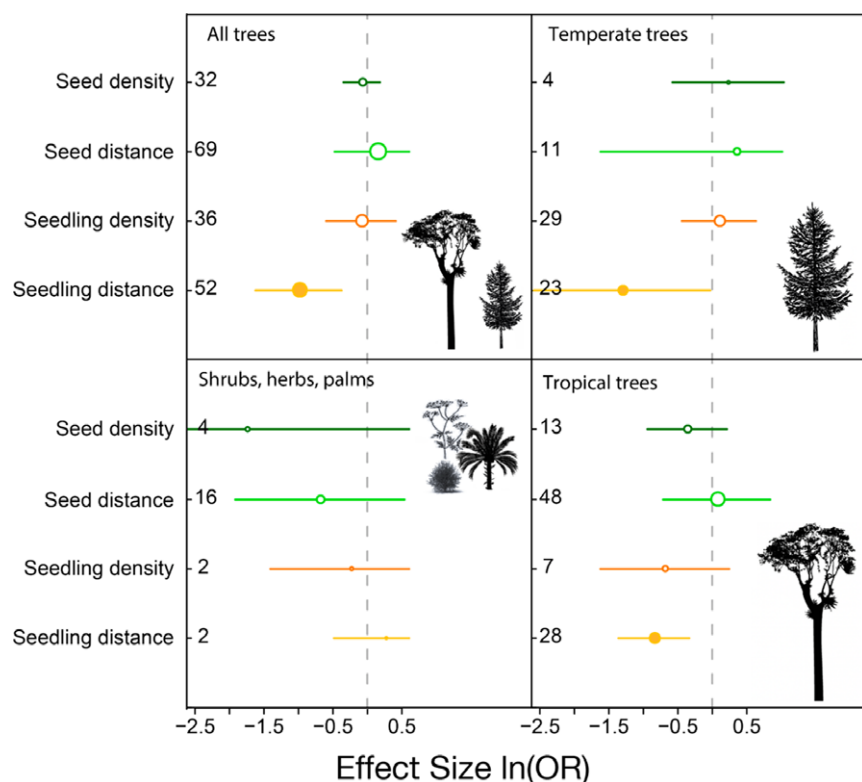 All trees
Temperate trees
Seed density 32 4
Seed distance 69 11
Seedling density 36 29
Seedling distance 52 23
Shrubs, herbs, palms
Tropical trees
Seed density 4 13
Seed distance 16 48
Seedling density 2 7
Seedling distance 2 28
−2.5 −1.5 −0.5 0.5 −2.5 −1.5 −0.5 0.5
Effect Size ln(OR)